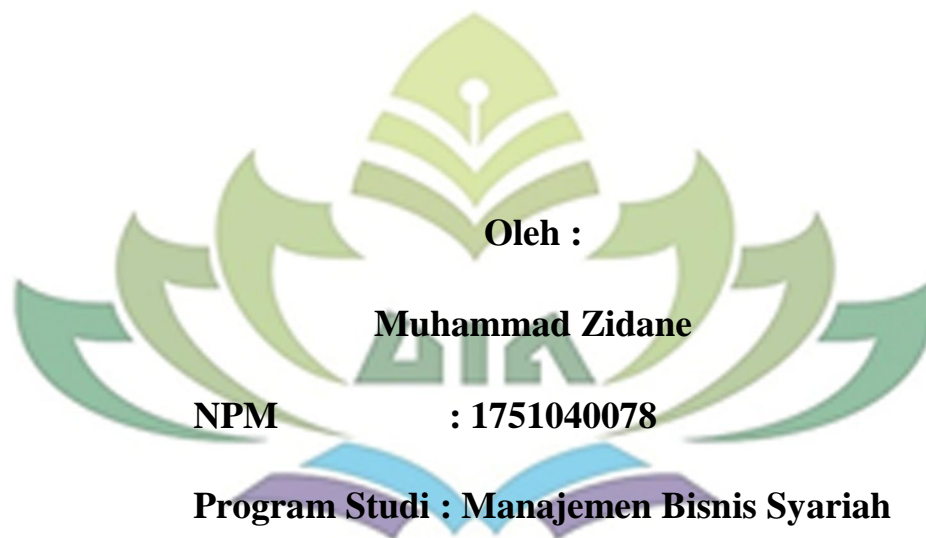 Oleh :
Muhammad Zidane
NPM : 1751040078
Program Studi : Manajemen Bisnis Syariah